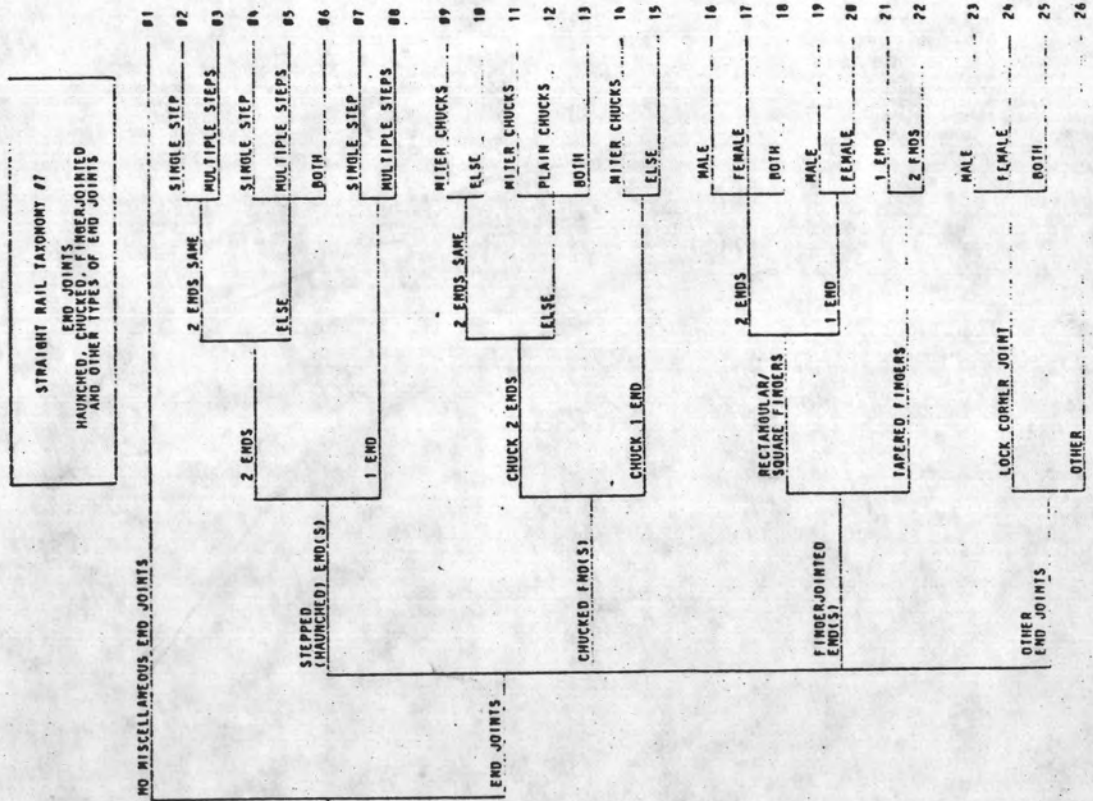 STRAIGHT RAIL TAXONOMY //
END JOINTS
HAUNCHED, CHUCKED, FINGERJOINTED
AND OTHER TYPES OF END JOINTS
NO MISCELLANEOUS END JOINTS 01
END JOINTS
STEPPED
(HAUNCHED) END(S)
2 ENDS
2 ENDS SAME
SINGLE STEP 02
MULTIPLE STEPS 03
ELSE
SINGLE STEP 04
MULTIPLE STEPS 05
BOTH 06
1 END
SINGLE STEP 07
MULTIPLE STEPS 08
CHUCKED END(S)
CHUCK 2 ENDS
2 ENDS SAME
MITER CHUCKS 09
ELSE 10
ELSE
MITER CHUCKS 11
PLAIN CHUCKS 12
BOTH 13
CHUCK 1 END
MITER CHUCKS 14
ELSE 15
FINGERJOINTED
END(S)
RECTANGULAR/
SQUARE FINGERS
2 ENDS
MALE 16
FEMALE 17
BOTH 18
1 END
MALE 19
FEMALE 20
TAPERED FINGERS
1 END 21
2 ENDS 22
OTHER
END JOINTS
LOCK CORNER JOINT
MALE 23
FEMALE 24
BOTH 25
OTHER 26